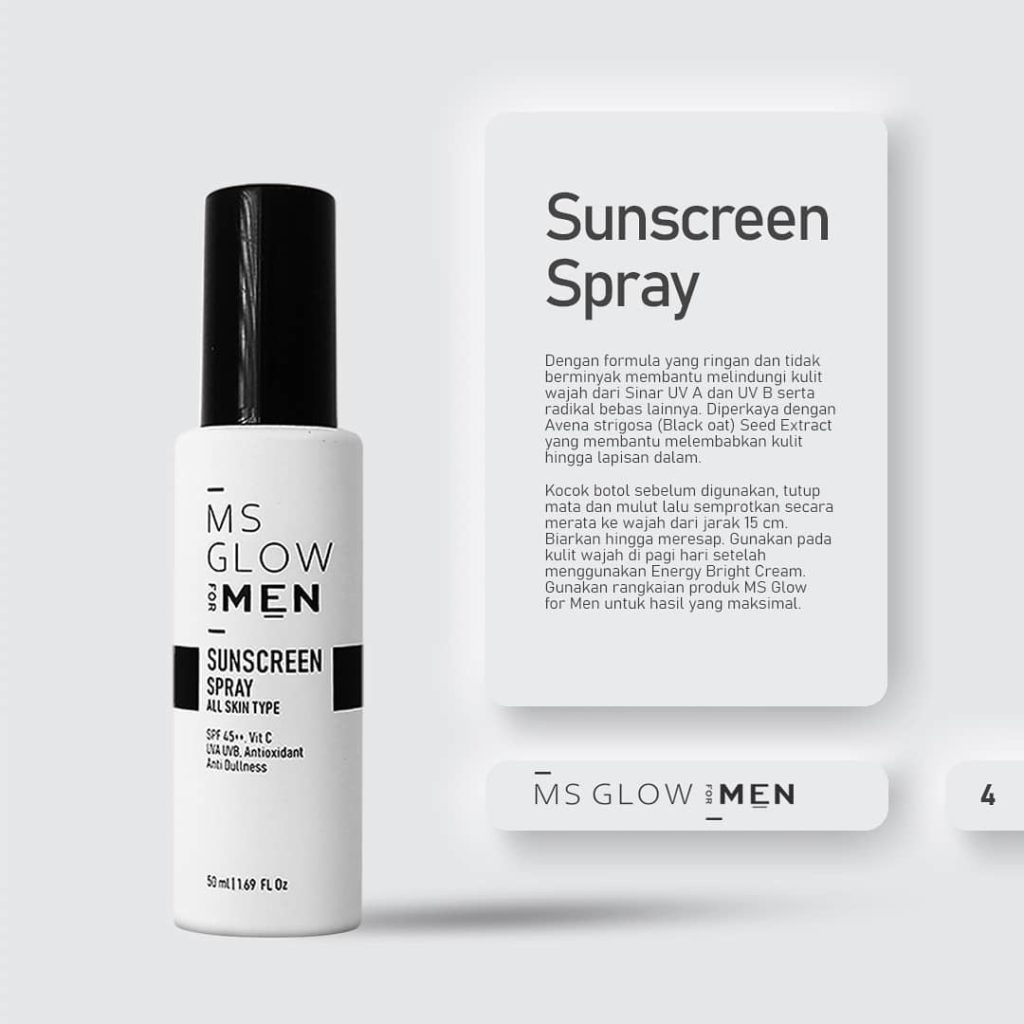 MS
GLOW
FOR MEN
SUNSCREEN
SPRAY
ALL SKIN TYPE
SPF 45++, Vit C
UVA UVB, Antioxidant
Anti Dullness
50 ml | 1.69 FL Oz
Sunscreen
Spray
Dengan formula yang ringan dan tidak
berminyak membantu melindungi kulit
wajah dari Sinar UV A dan UV B serta
radikal bebas lainnya. Diperkaya dengan
Avena strigosa (Black oat) Seed Extract
yang membantu melembabkan kulit
hingga lapisan dalam.
Kocok botol sebelum digunakan, tutup
mata dan mulut lalu semprotkan secara
merata ke wajah dari jarak 15 cm.
Biarkan hingga meresap. Gunakan pada
kulit wajah di pagi hari setelah
menggunakan Energy Bright Cream.
Gunakan rangkaian produk MS Glow
for Men untuk hasil yang maksimal.
MS GLOW FOR MEN
4